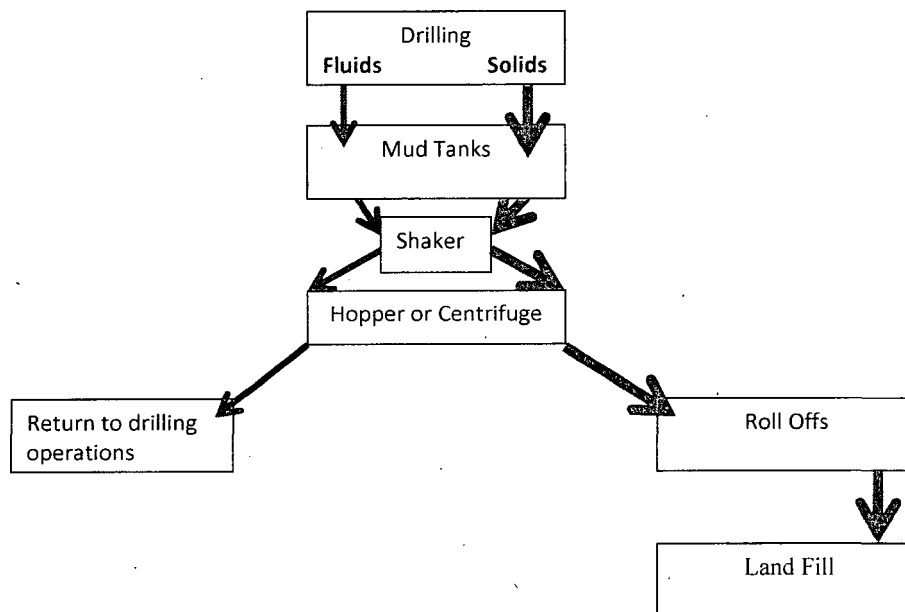 Drilling
Fluids Solids
Mud Tanks
Shaker
Hopper or Centrifuge
Return to drilling
operations
Roll Offs
Land Fill